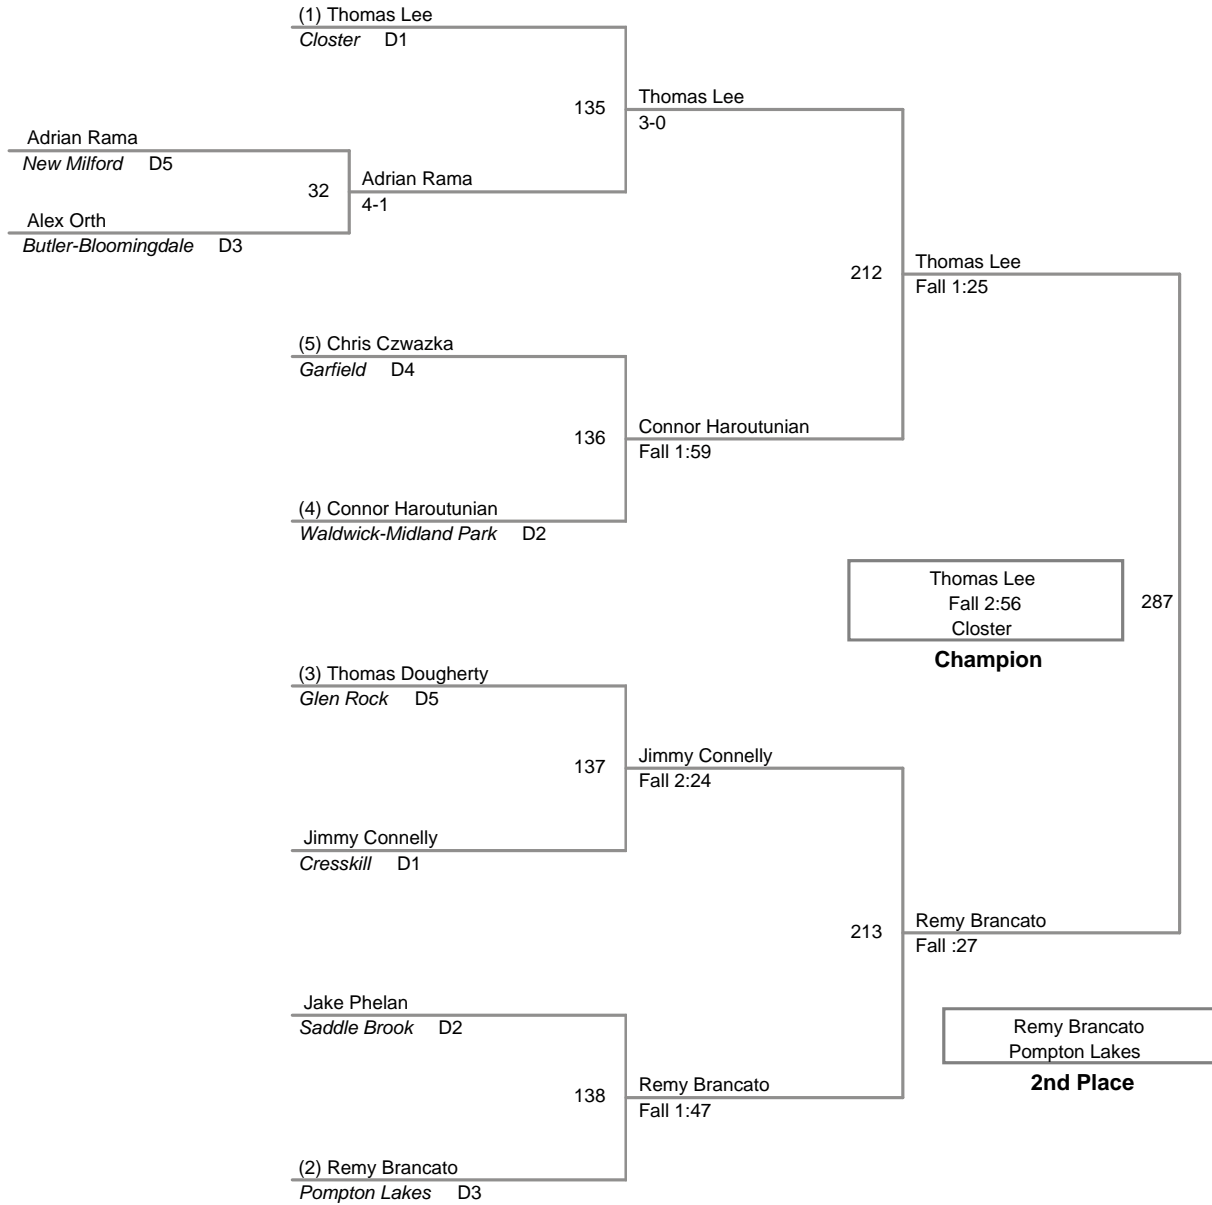 (1) Thomas Lee
Closter D1
135
Thomas Lee
3-0
Adrian Rama
New Milford D5
32
Adrian Rama
4-1
Alex Orth
Butler-Bloomingdale D3
212
Thomas Lee
Fall 1:25
(5) Chris Czwazka
Garfield D4
136
Connor Haroutunian
Fall 1:59
(4) Connor Haroutunian
Waldwick-Midland Park D2
Thomas Lee
Fall 2:56
Closter
Champion
287
(3) Thomas Dougherty
Glen Rock D5
137
Jimmy Connelly
Fall 2:24
Jimmy Connelly
Cresskill D1
213
Remy Brancato
Fall :27
Jake Phelan
Saddle Brook D2
Remy Brancato
Pompton Lakes
2nd Place
138
Remy Brancato
Fall 1:47
(2) Remy Brancato
Pompton Lakes D3